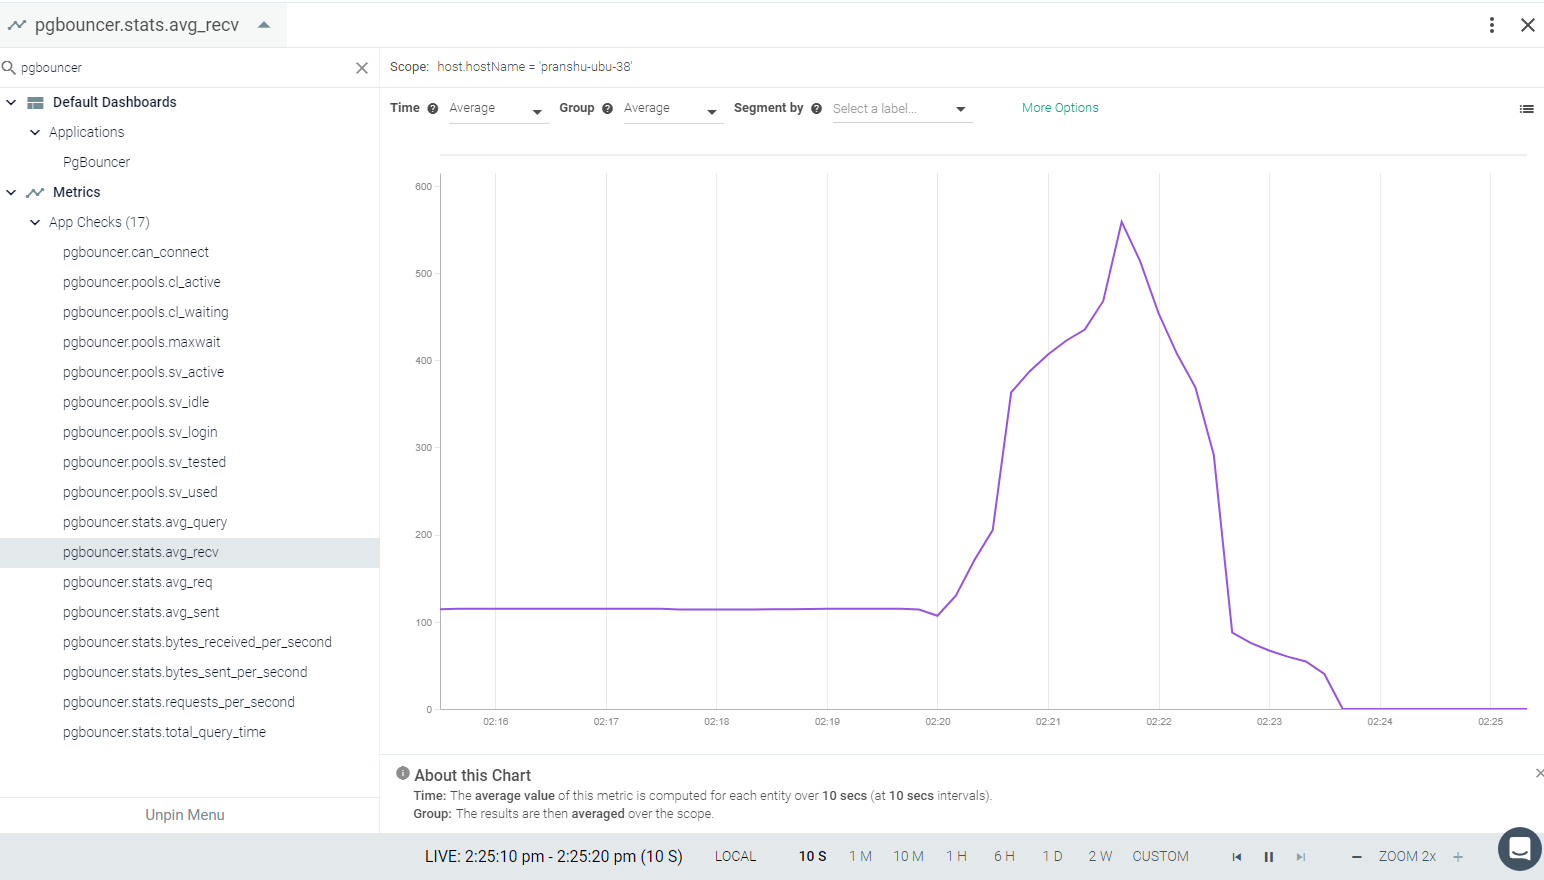 pgbouncer.stats.avg_recv
pgbouncer
Default Dashboards
Applications
PgBouncer
Metrics
App Checks (17)
pgbouncer.can_connect
pgbouncer.pools.cl_active
pgbouncer.pools.cl_waiting
pgbouncer.pools.maxwait
pgbouncer.pools.sv_active
pgbouncer.pools.sv_idle
pgbouncer.pools.sv_login
pgbouncer.pools.sv_tested
pgbouncer.pools.sv_used
pgbouncer.stats.avg_query
pgbouncer.stats.avg_recv
pgbouncer.stats.avg_req
pgbouncer.stats.avg_sent
pgbouncer.stats.bytes_received_per_second
pgbouncer.stats.bytes_sent_per_second
pgbouncer.stats.requests_per_second
pgbouncer.stats.total_query_time
Unpin Menu
Scope: host.hostName = 'pranshu-ubu-38'
Time ? Average Group ? Average Segment by ? Select a label... More Options
600
500
400
300
200
100
0
02:16 02:17 02:18 02:19 02:20 02:21 02:22 02:23 02:24 02:25
About this Chart
Time: The average value of this metric is computed for each entity over 10 secs (at 10 secs intervals).
Group: The results are then averaged over the scope.
LIVE: 2:25:10 pm - 2:25:20 pm (10 S) LOCAL 10 S 1 M 10 M 1 H 6 H 1 D 2 W CUSTOM ZOOM 2x